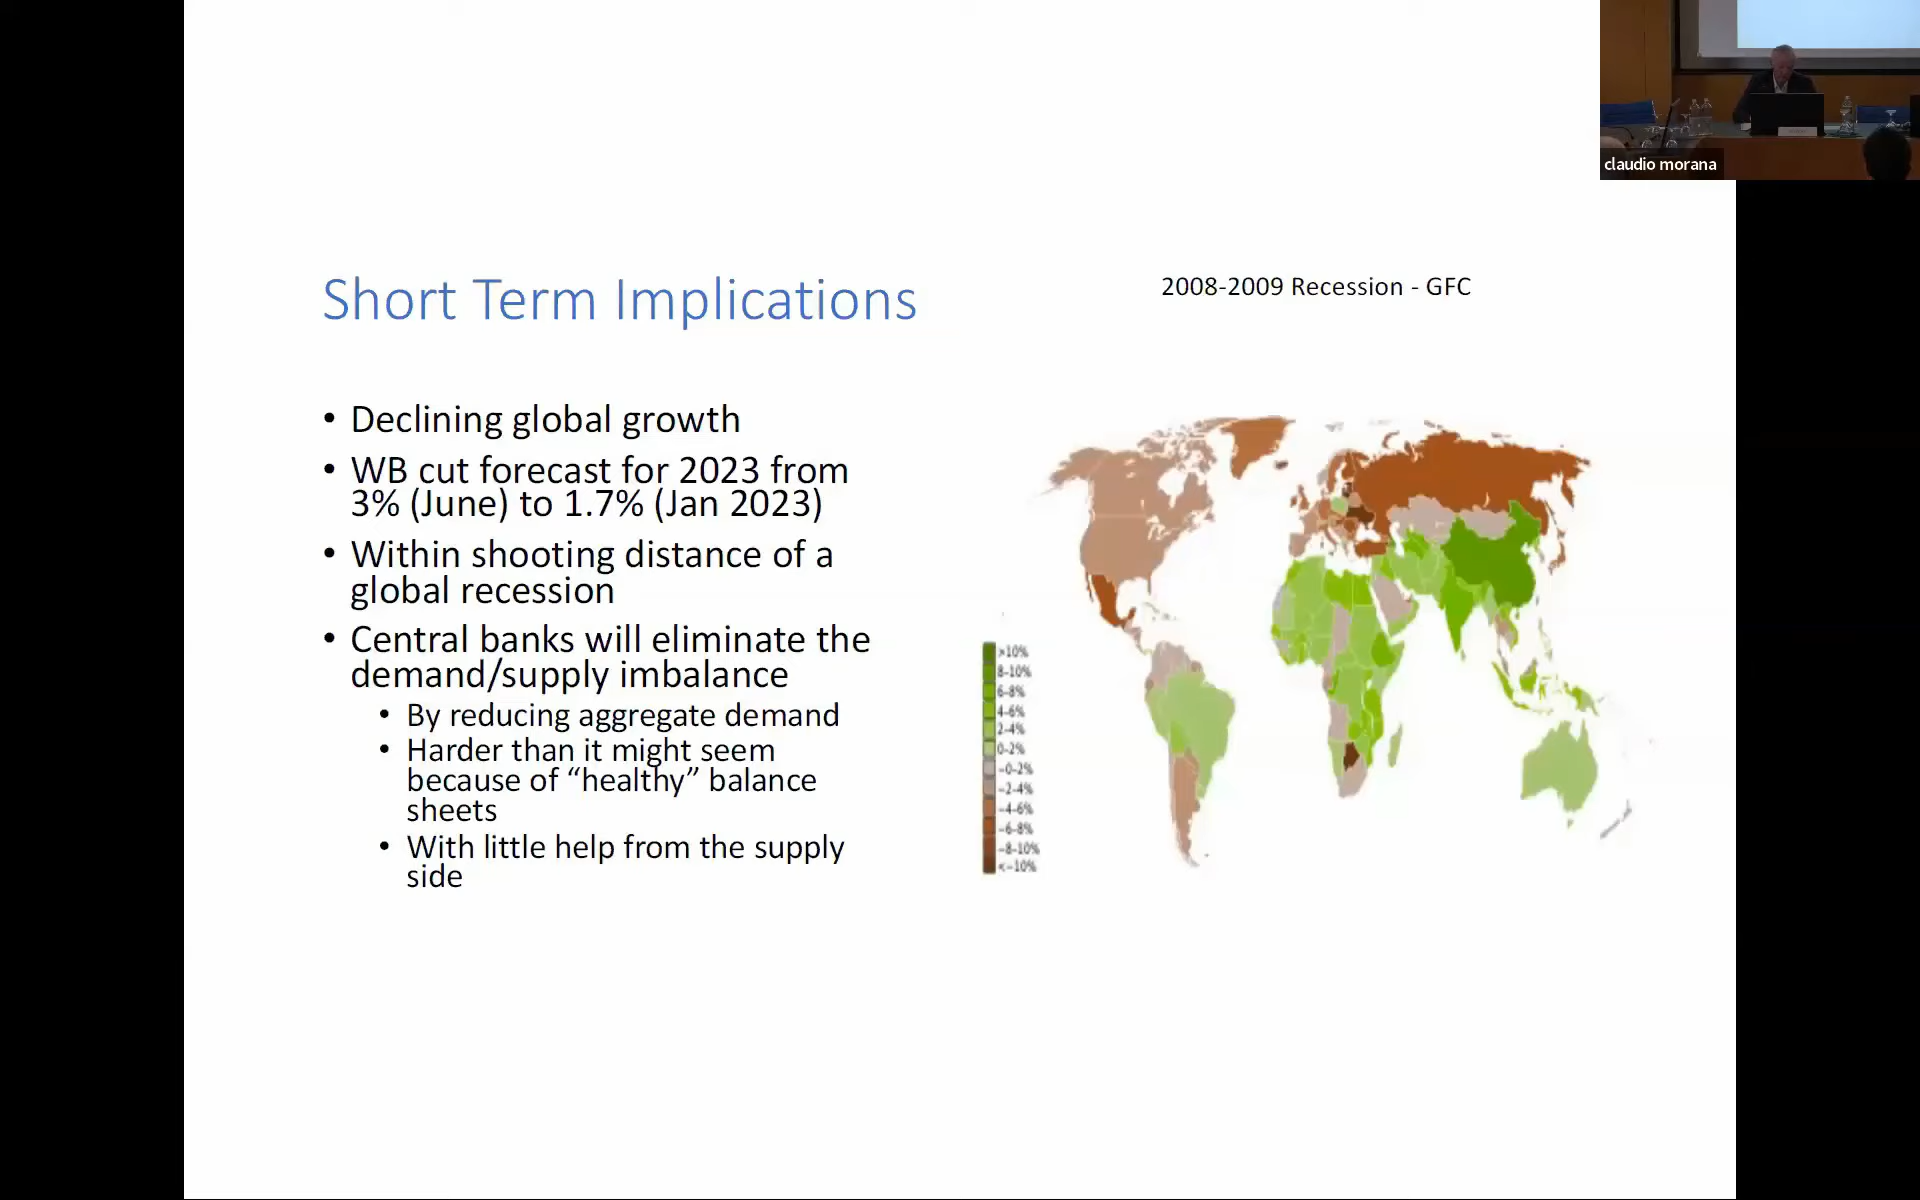 claudio morana
Short Term Implications
2008-2009 Recession - GFC
• Declining global growth
• WB cut forecast for 2023 from
3% (June) to 1.7% (Jan 2023)
• Within shooting distance of a
global recession
• Central banks will eliminate the
demand/supply imbalance
• By reducing aggregate demand
• Harder than it might seem
because of “healthy” balance
sheets
• With little help from the supply
side
>10%
8-10%
6-8%
4-6%
2-4%
0-2%
−0-2%
−2-4%
−4-6%
−6-8%
−8-10%
<−10%